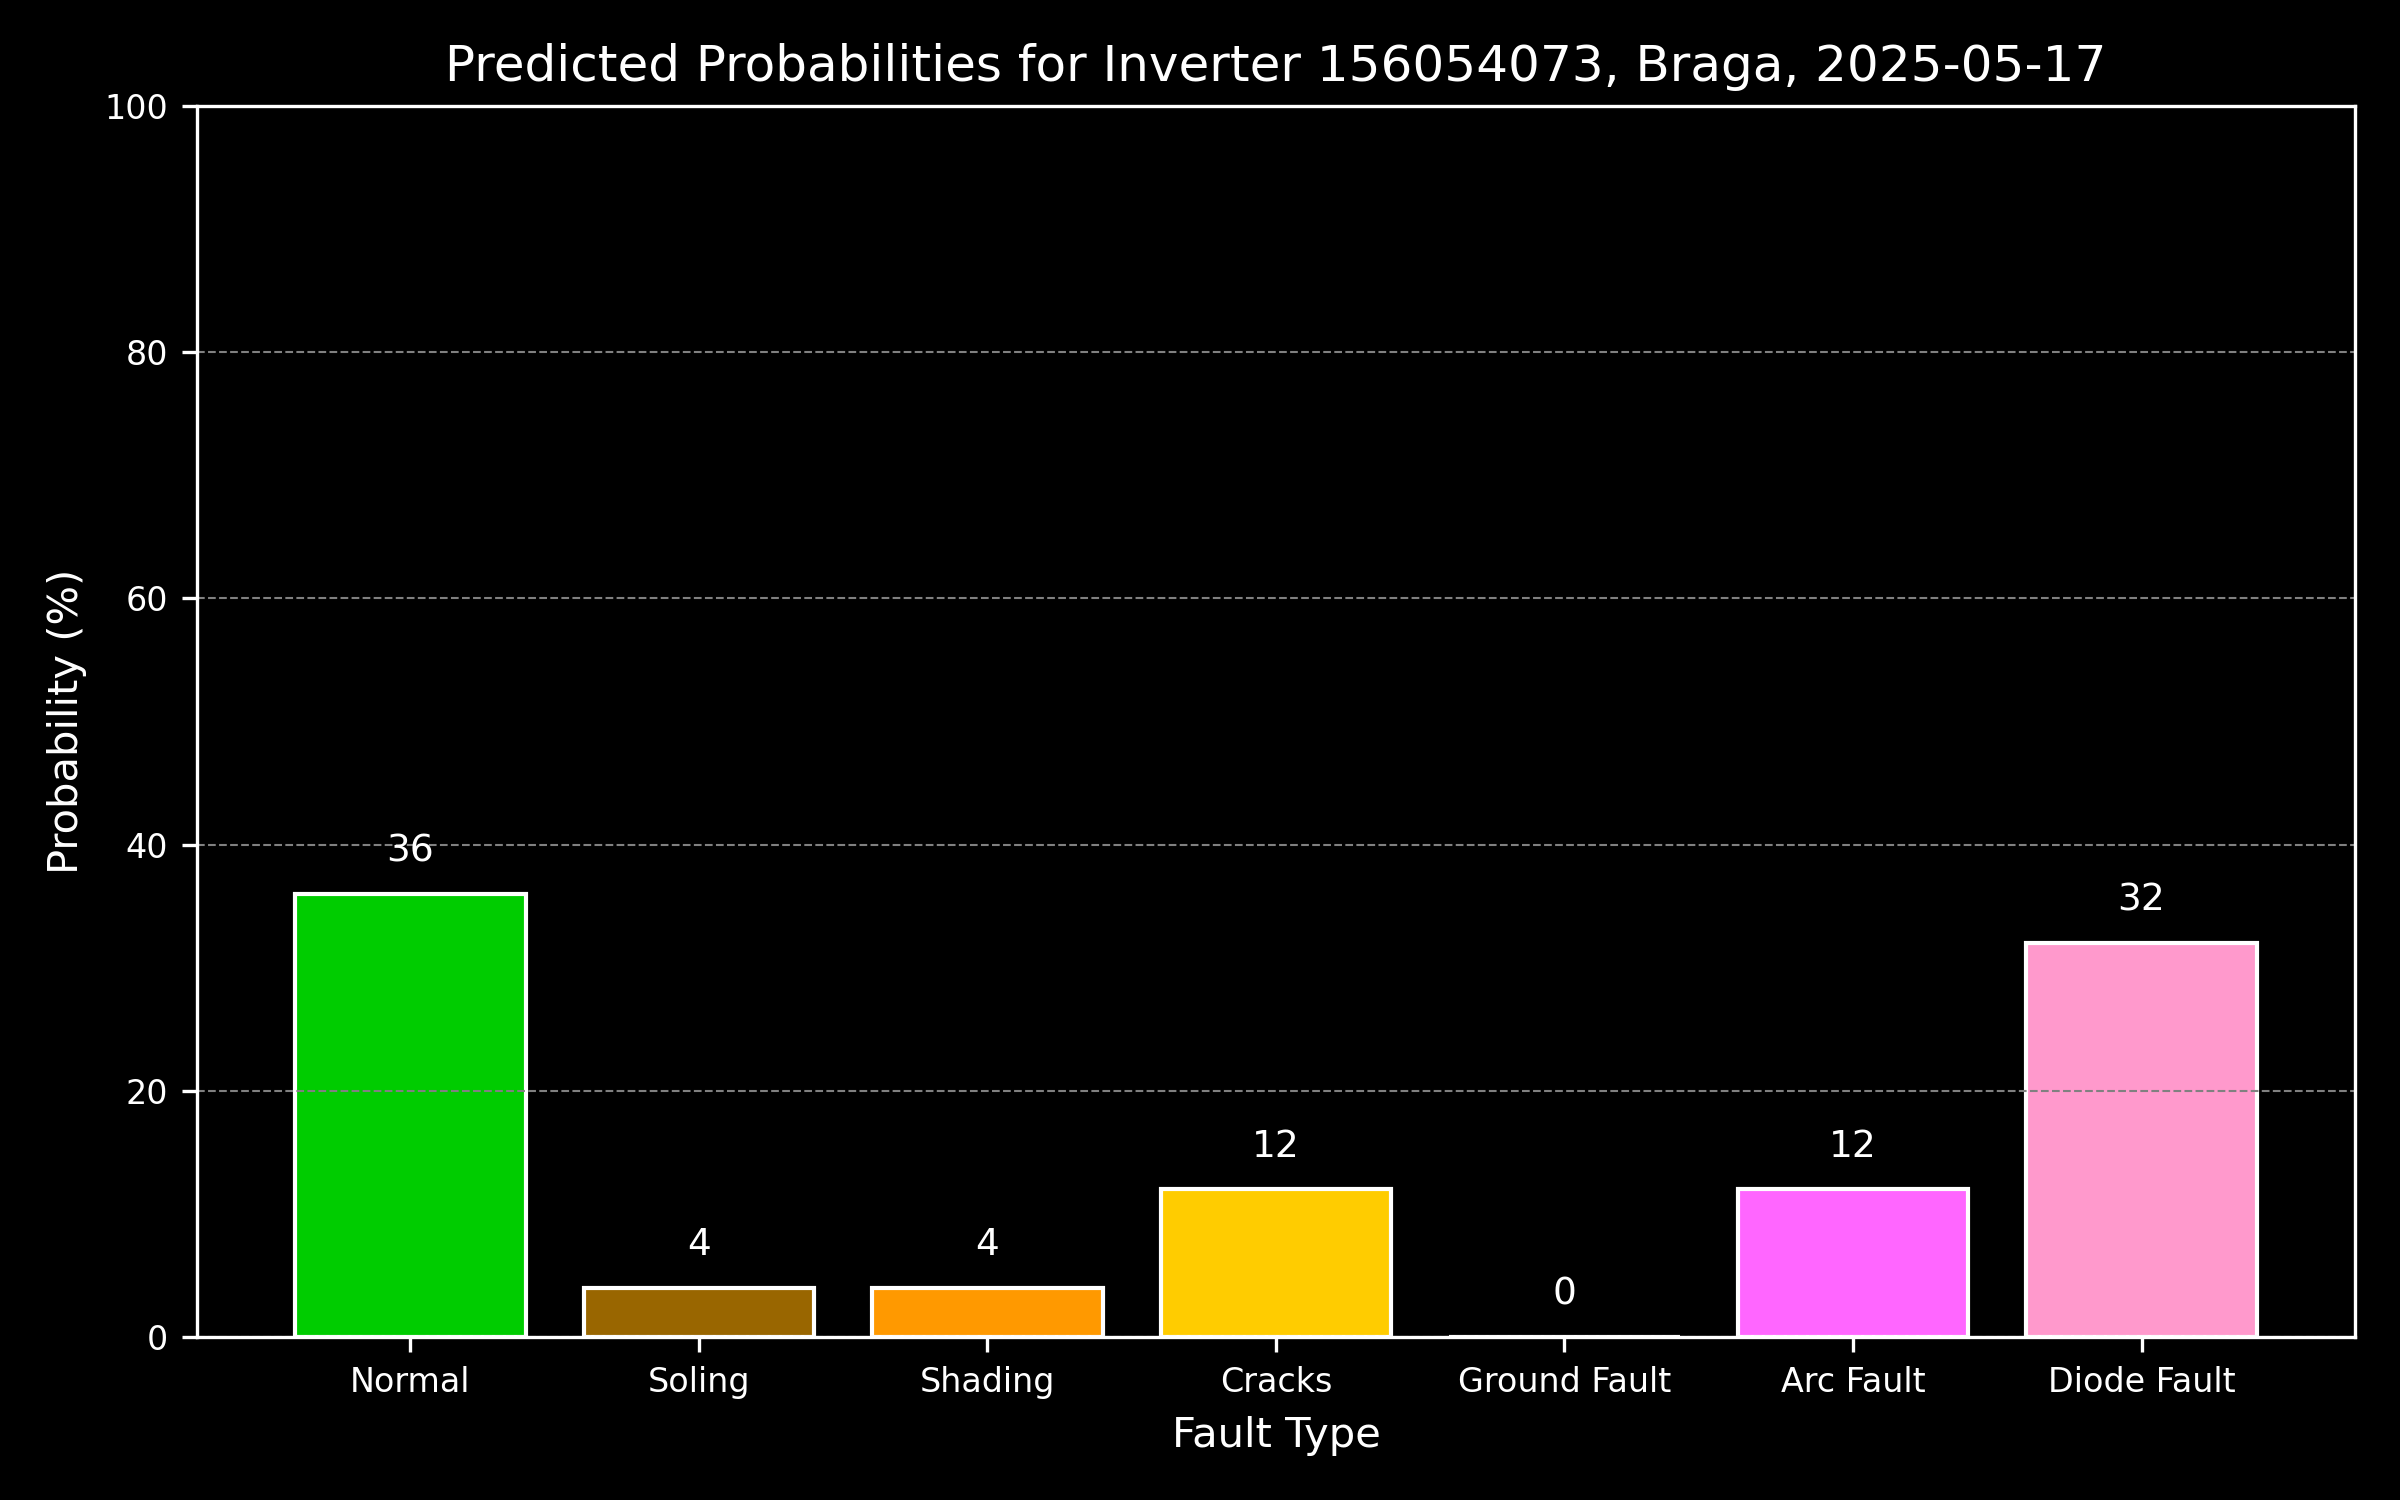 Predicted Probabilities for Inverter 156054073, Braga, 2025-05-17
100
80
60
40
20
0
Probability (%)
36
4
4
12
0
12
32
Normal
Soling
Shading
Cracks
Ground Fault
Arc Fault
Diode Fault
Fault Type